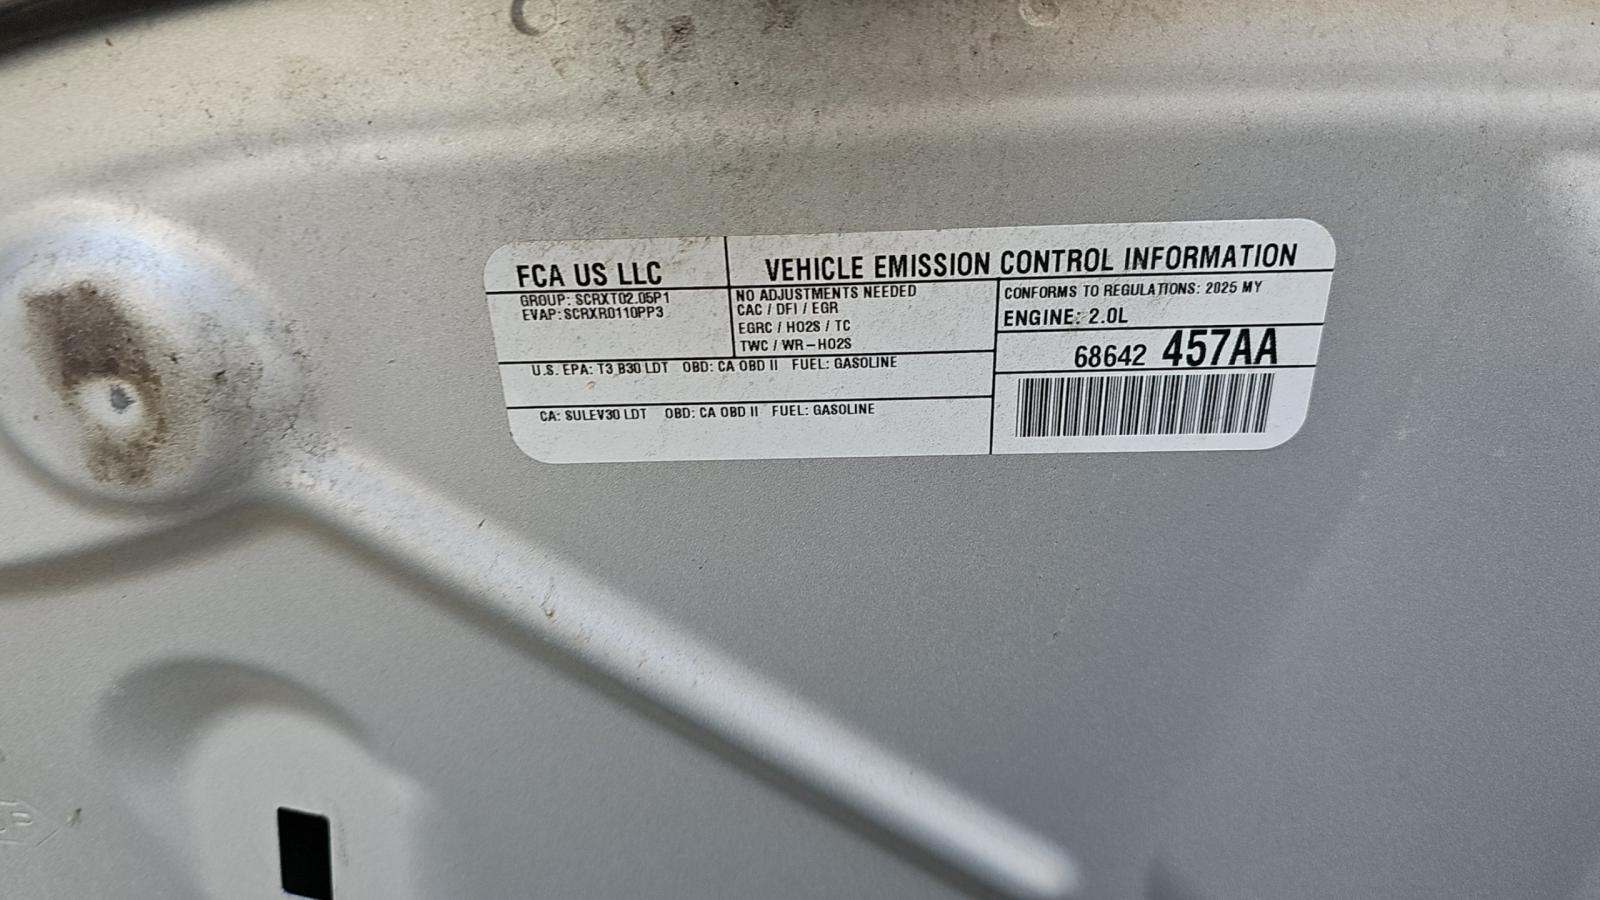 FCA US LLC
VEHICLE EMISSION CONTROL INFORMATION
GROUP: SCRXT02.05P1
EVAP: SCRXR0110PP3
NO ADJUSTMENTS NEEDED
CAC / DFI / EGR
EGRC / HO2S / TC
TWC / WR-HO2S
CONFORMS TO REGULATIONS: 2025 MY
ENGINE: 2.0L
68642 457AA
U.S. EPA: T3 B30 LDT OBD: CA OBD II FUEL: GASOLINE
CA: SULEV30 LDT OBD: CA OBD II FUEL: GASOLINE